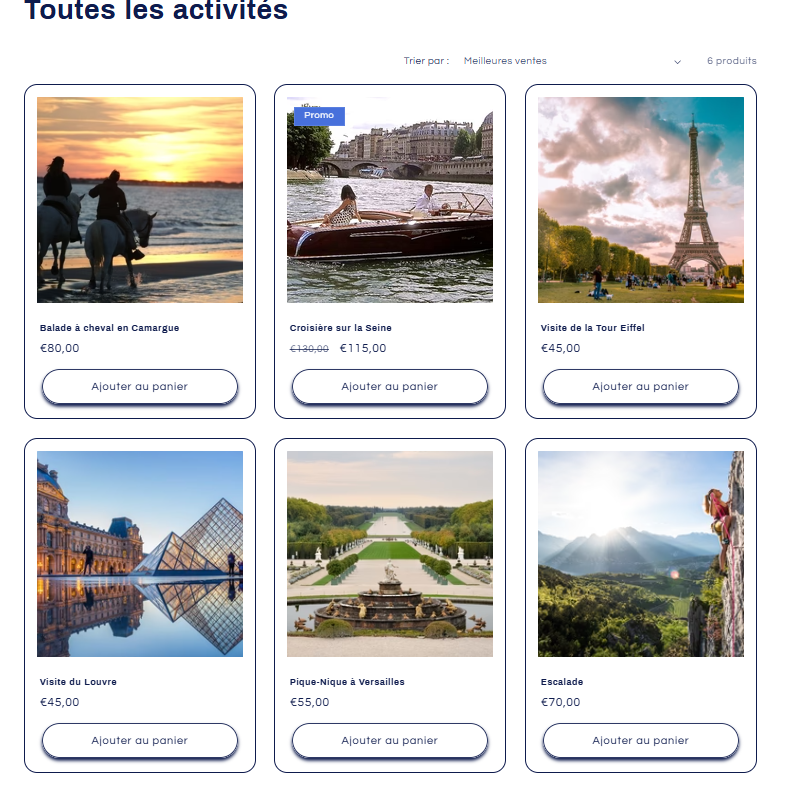 Toutes les activités
Trier par : Meilleures ventes 6 produits
Promo
Balade à cheval en Camargue
€80,00
Ajouter au panier
Croisière sur la Seine
€130,00 €115,00
Ajouter au panier
Visite de la Tour Eiffel
€45,00
Ajouter au panier
Visite du Louvre
€45,00
Ajouter au panier
Pique-Nique à Versailles
€55,00
Ajouter au panier
Escalade
€70,00
Ajouter au panier